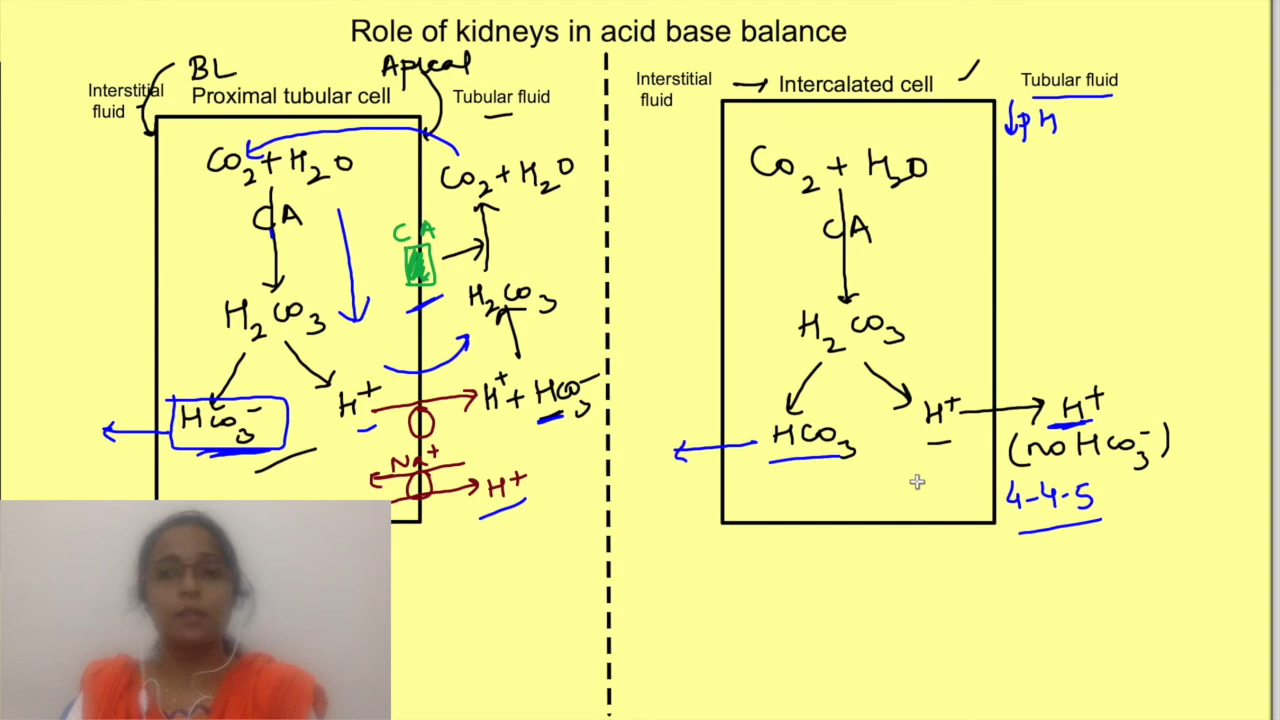 Role of kidneys in acid base balance
BL
Apical
Interstitial
fluid
Proximal tubular cell
Tubular fluid
CO2 + H2O
CA
H2CO3
HCO3-
H+
Na+
CO2 + H2O
CA
H2CO3
H+ + HCO3-
H+
Interstitial
fluid
Intercalated cell
Tubular fluid
↓pH
CO2 + H2O
CA
H2CO3
HCO3
H+
H+
(no HCO3-)
4-4.5